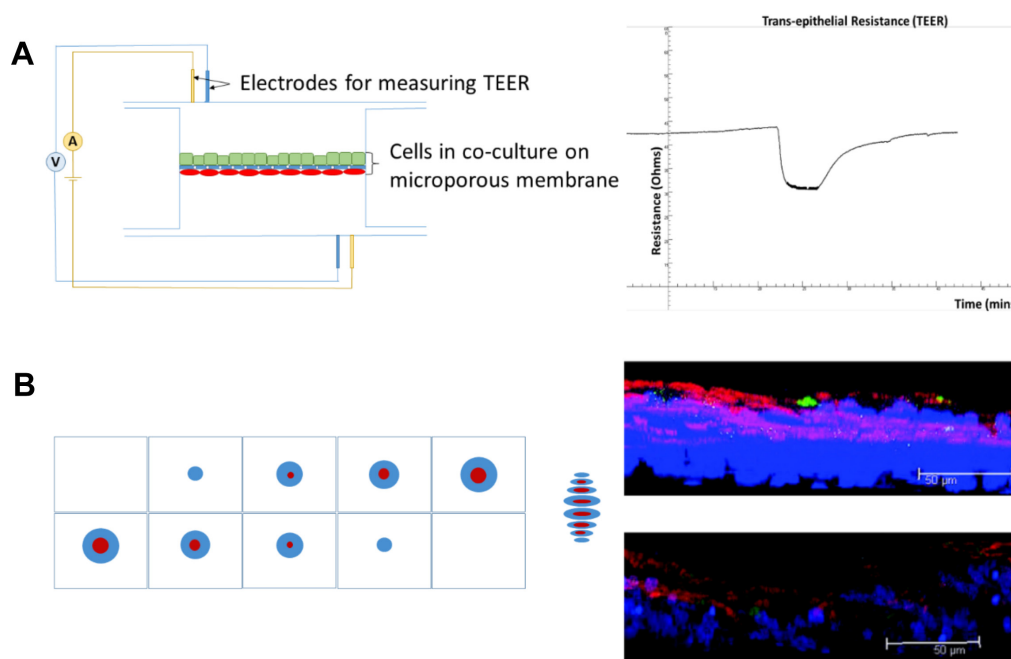 Trans-epithelial Resistance (TEER)
A
Electrodes for measuring TEER
A
V
Cells in co-culture on
microporous membrane
Resistance (Ohms)
Time (mins
B
50 µm
50 µm